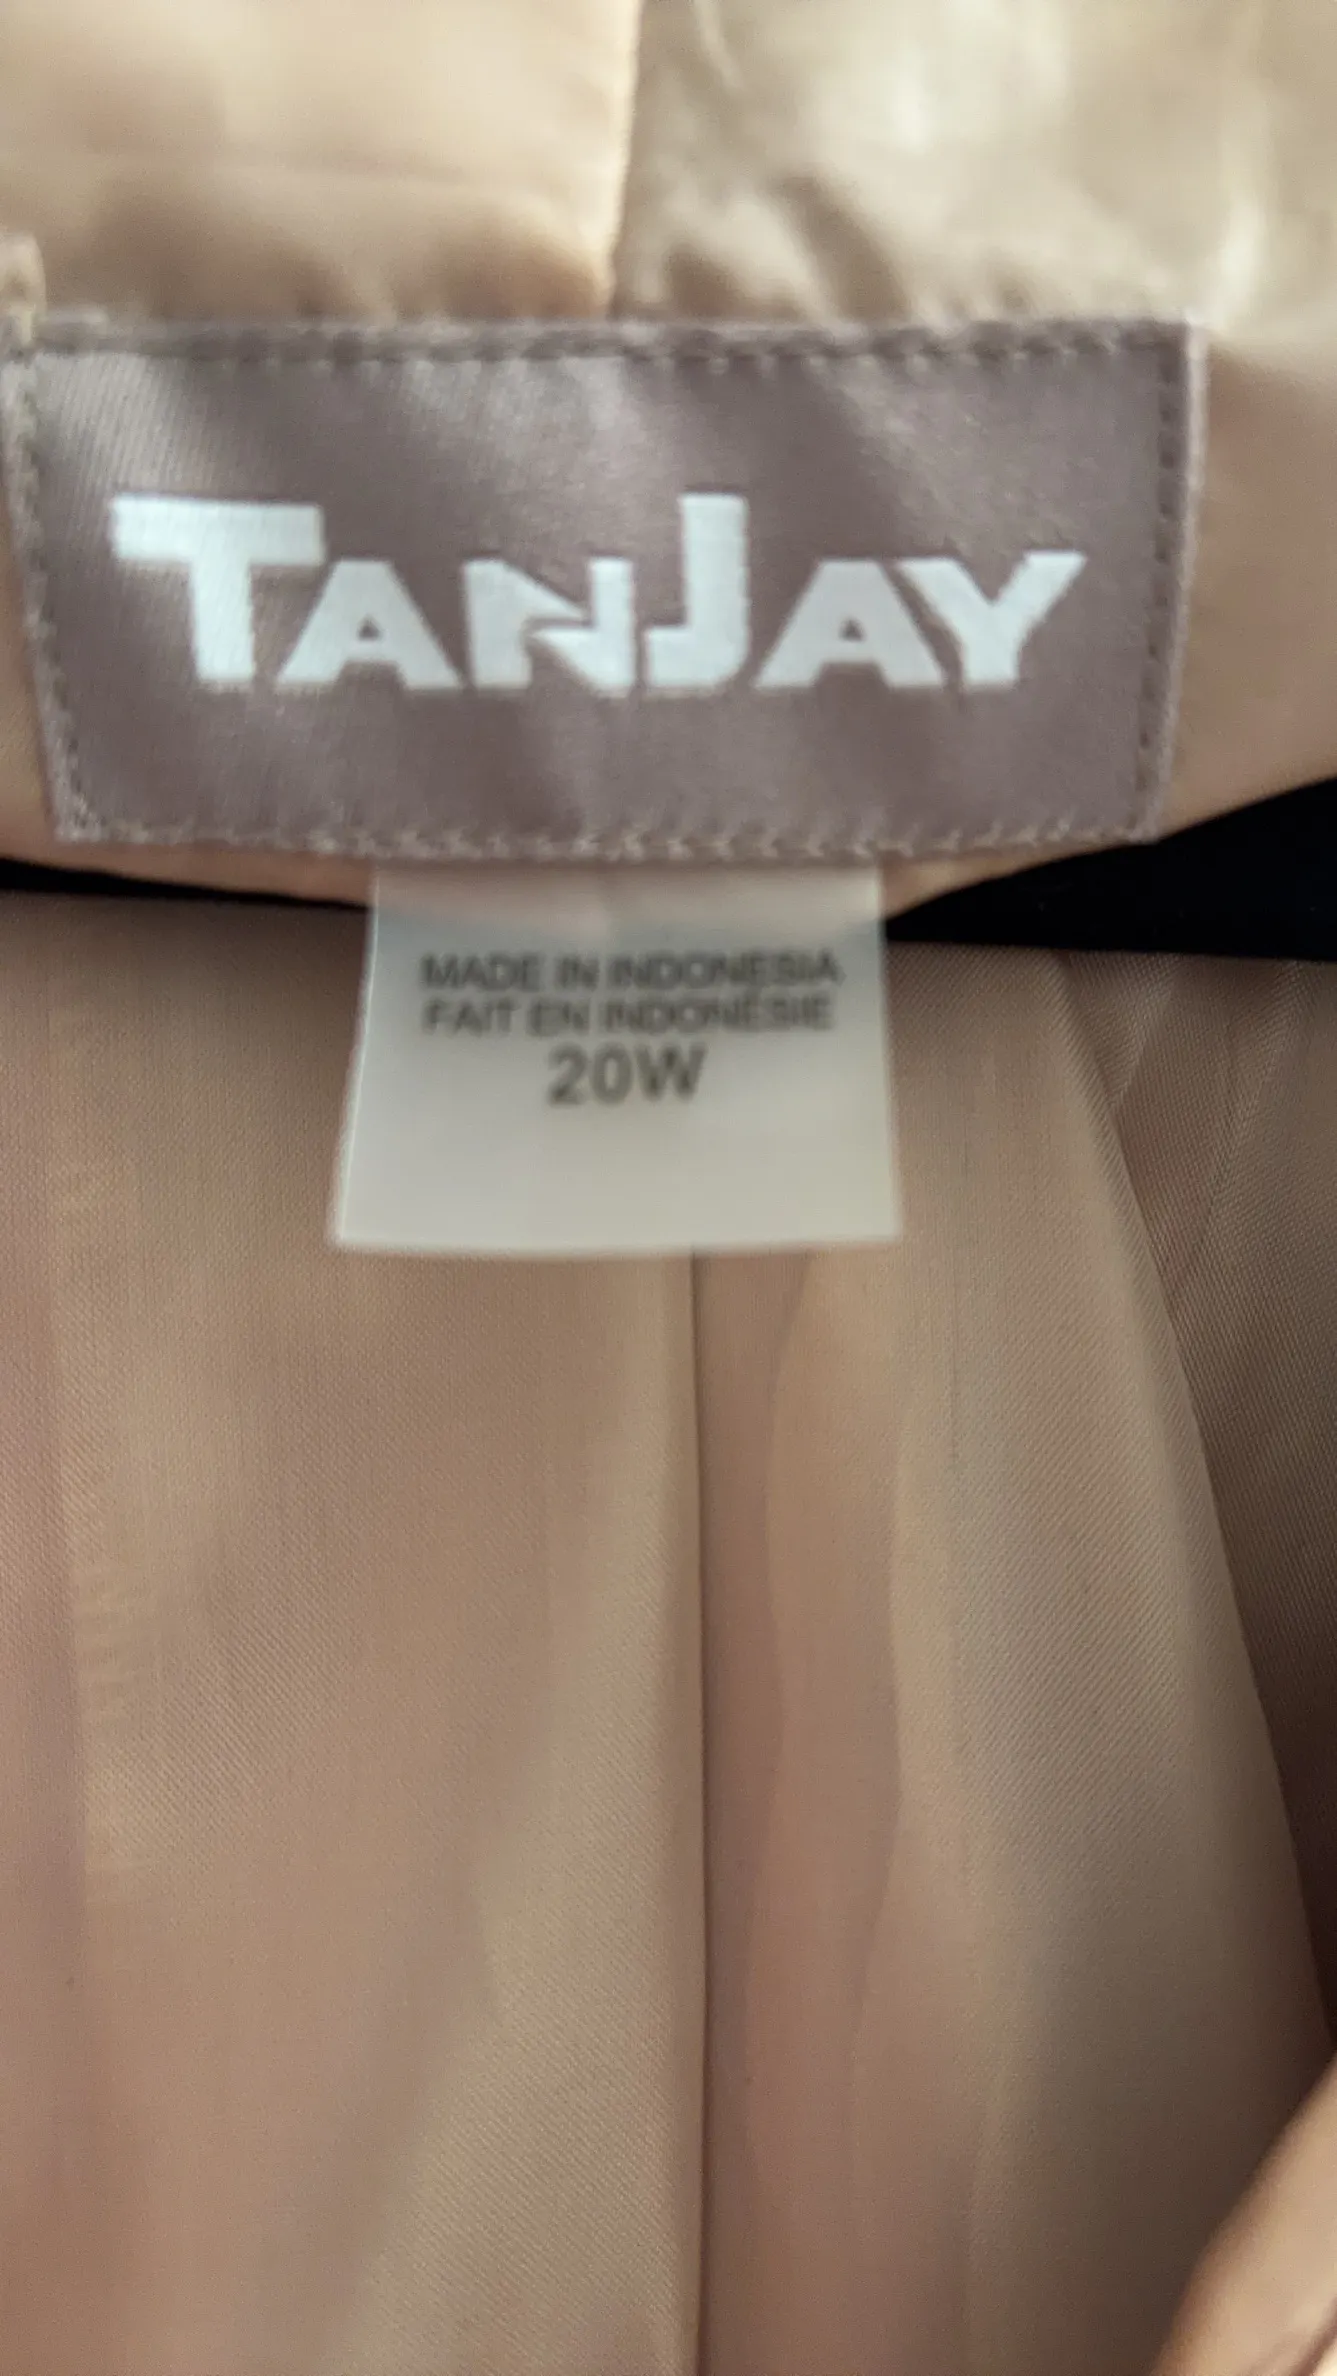 TANJAY
MADE IN INDONESIA
FAIT EN INDONÉSIE
20W